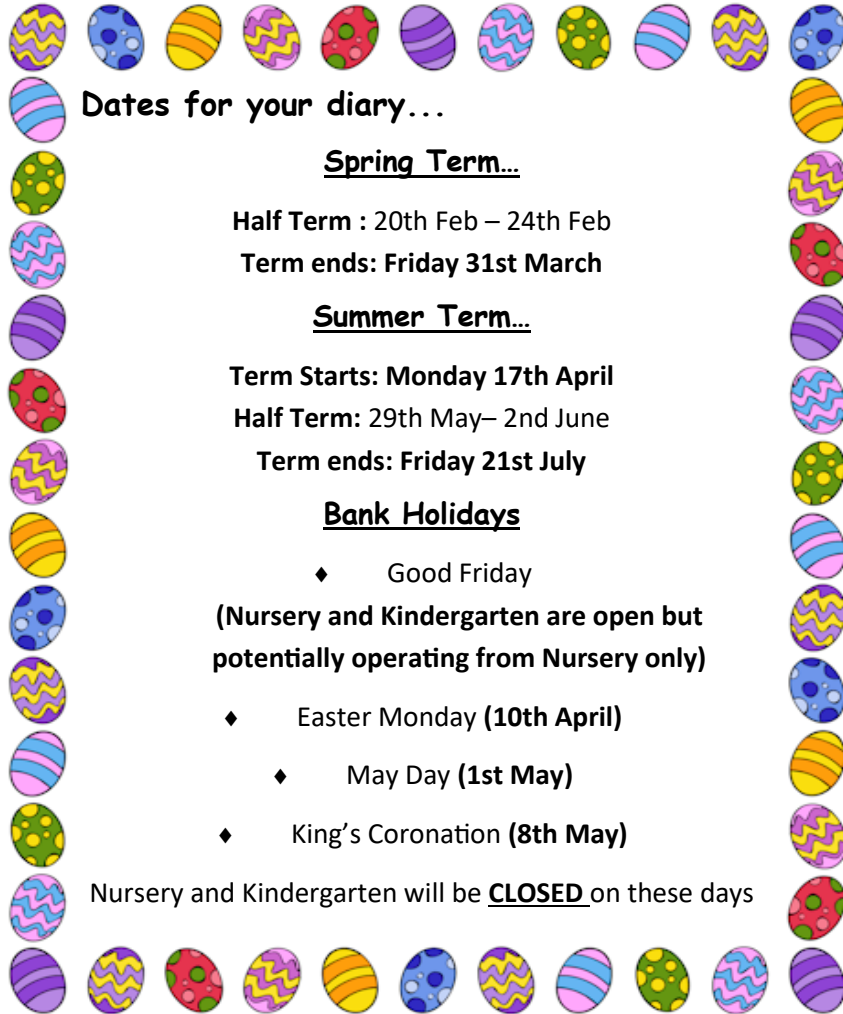 Dates for your diary...
Spring Term…
Half Term : 20th Feb – 24th Feb
Term ends: Friday 31st March
Summer Term…
Term Starts: Monday 17th April
Half Term: 29th May– 2nd June
Term ends: Friday 21st July
Bank Holidays
♦ Good Friday
(Nursery and Kindergarten are open but
potentially operating from Nursery only)
♦ Easter Monday (10th April)
♦ May Day (1st May)
♦ King’s Coronation (8th May)
Nursery and Kindergarten will be CLOSED on these days